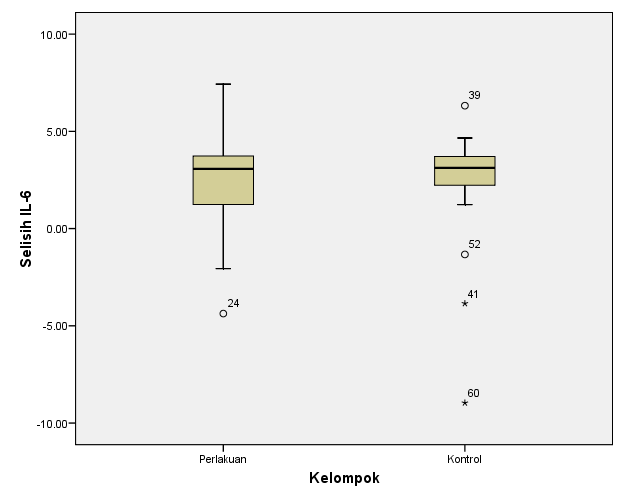 10.00
5.00
0.00
-5.00
-10.00
Selisih IL-6
24
39
52
41
60
Perlakuan
Kontrol
Kelompok